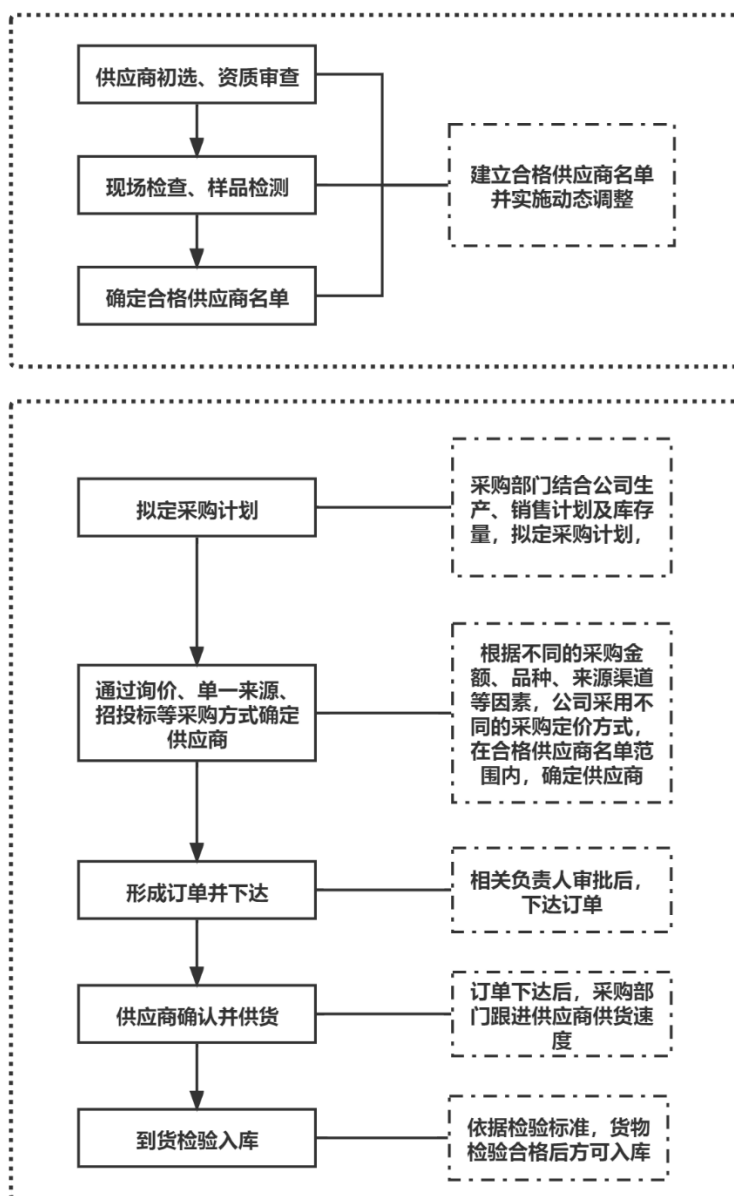 供应商初选、资质审查
现场检查、样品检测
建立合格供应商名单
并实施动态调整
确定合格供应商名单
拟定采购计划
采购部门结合公司生
产、销售计划及库存
量，拟定采购计划，
通过询价、单一来源、
招投标等采购方式确定
供应商
根据不同的采购金
额、品种、来源渠道
等因素，公司采用不
同的采购定价方式，
在合格供应商名单范
围内，确定供应商
形成订单并下达
相关负责人审批后，
下达订单
供应商确认并供货
订单下达后，采购部
门跟进供应商供货速
度
到货检验入库
依据检验标准，货物
检验合格后方可入库